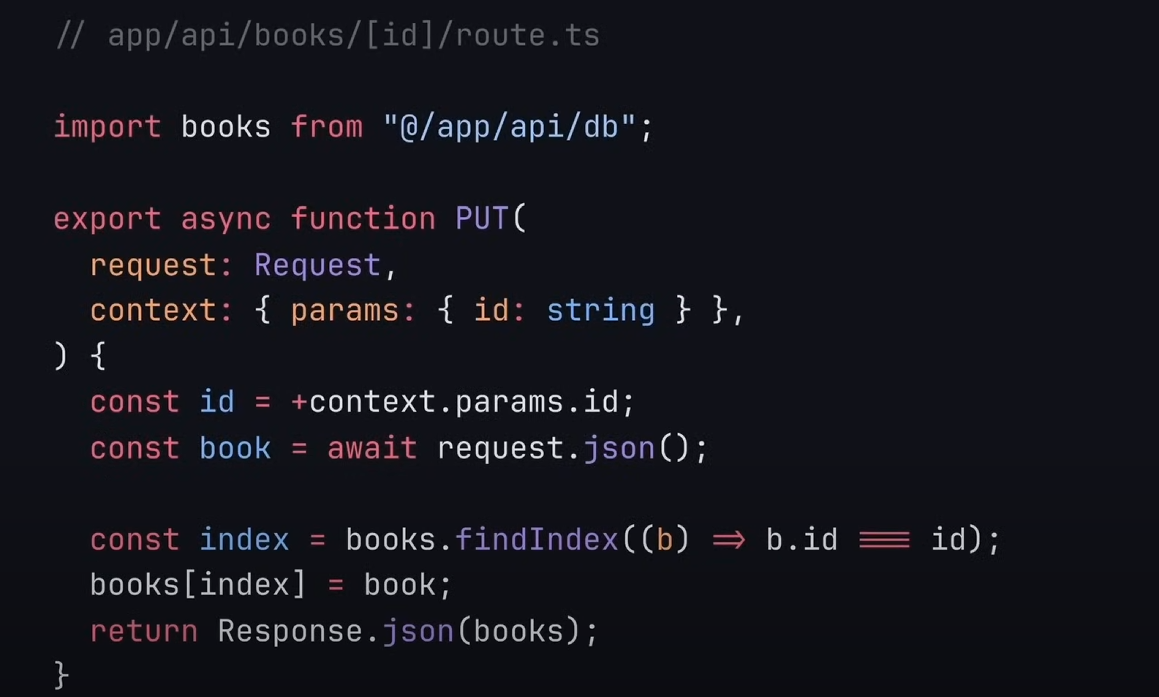 // app/api/books/[id]/route.ts
import books from "@/app/api/db";
export async function PUT(
request: Request,
context: { params: { id: string } },
) {
const id = +context.params.id;
const book = await request.json();
const index = books.findIndex((b) => b.id === id);
books[index] = book;
return Response.json(books);
}